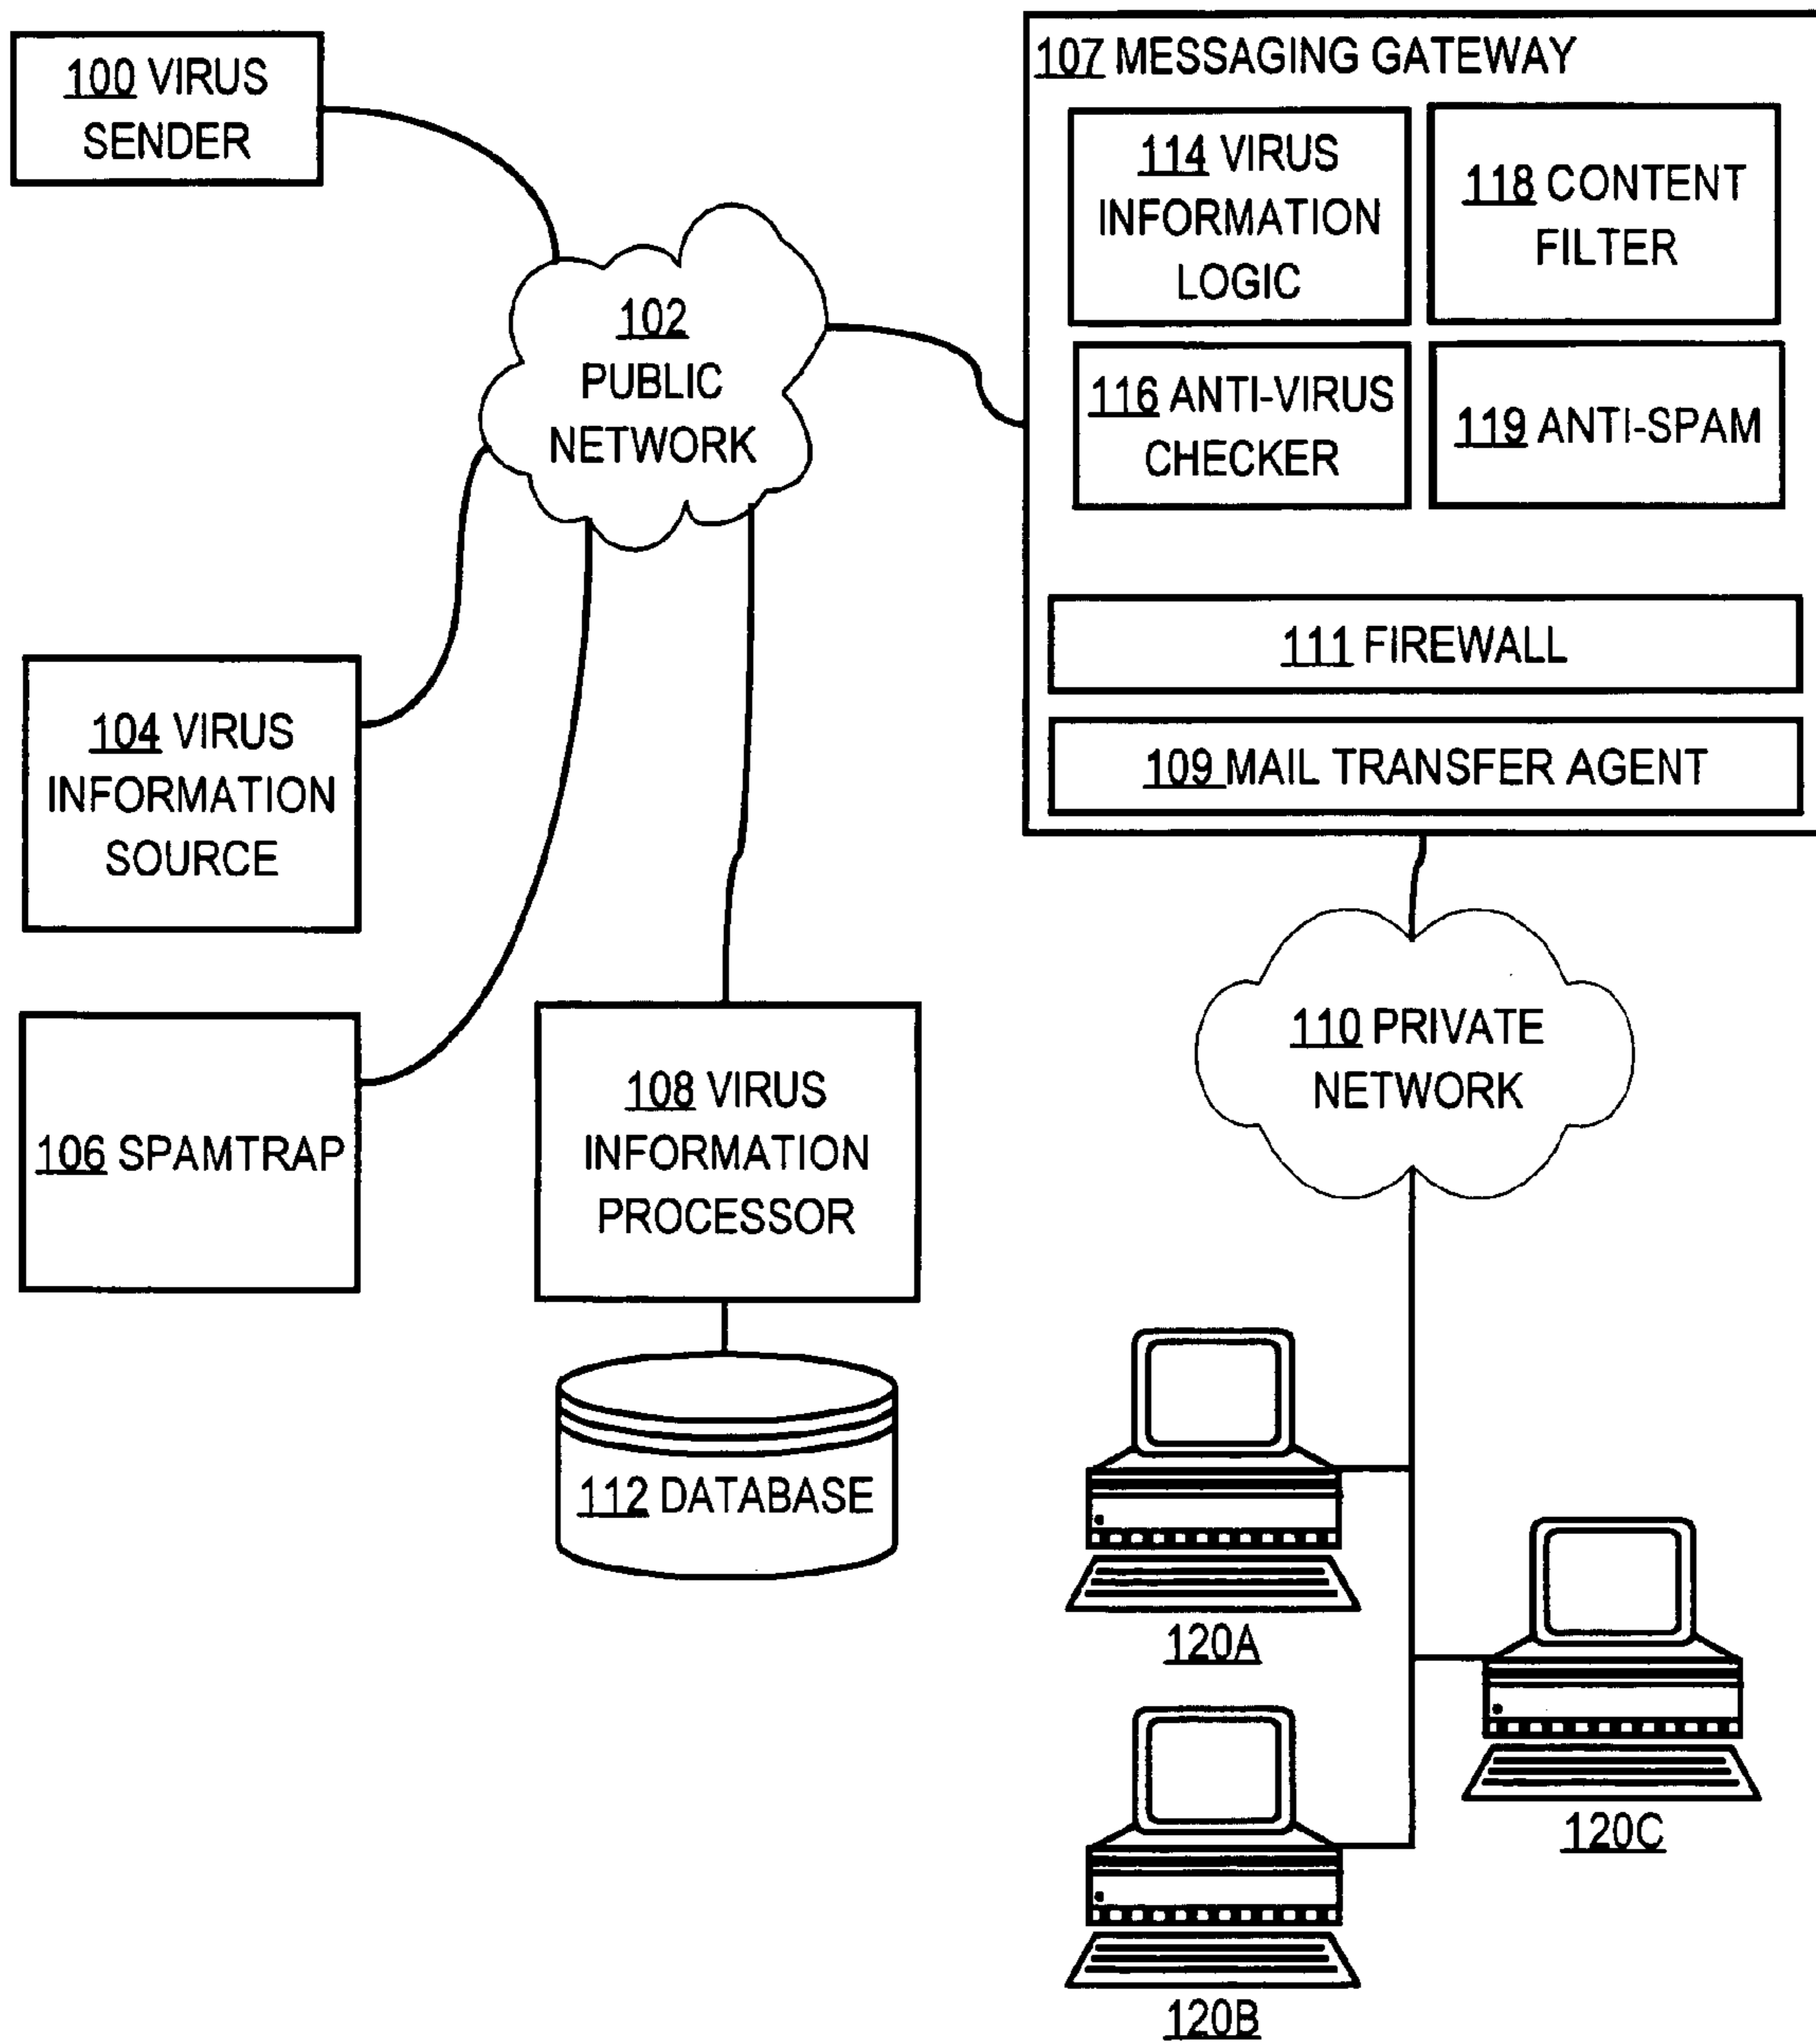 100 VIRUS
SENDER
102
PUBLIC
NETWORK
104 VIRUS
INFORMATION
SOURCE
106 SPAMTRAP
108 VIRUS
INFORMATION
PROCESSOR
112 DATABASE
107 MESSAGING GATEWAY
114 VIRUS
INFORMATION
LOGIC
118 CONTENT
FILTER
116 ANTI-VIRUS
CHECKER
119 ANTI-SPAM
111 FIREWALL
109 MAIL TRANSFER AGENT
110 PRIVATE
NETWORK
120A
120C
120B